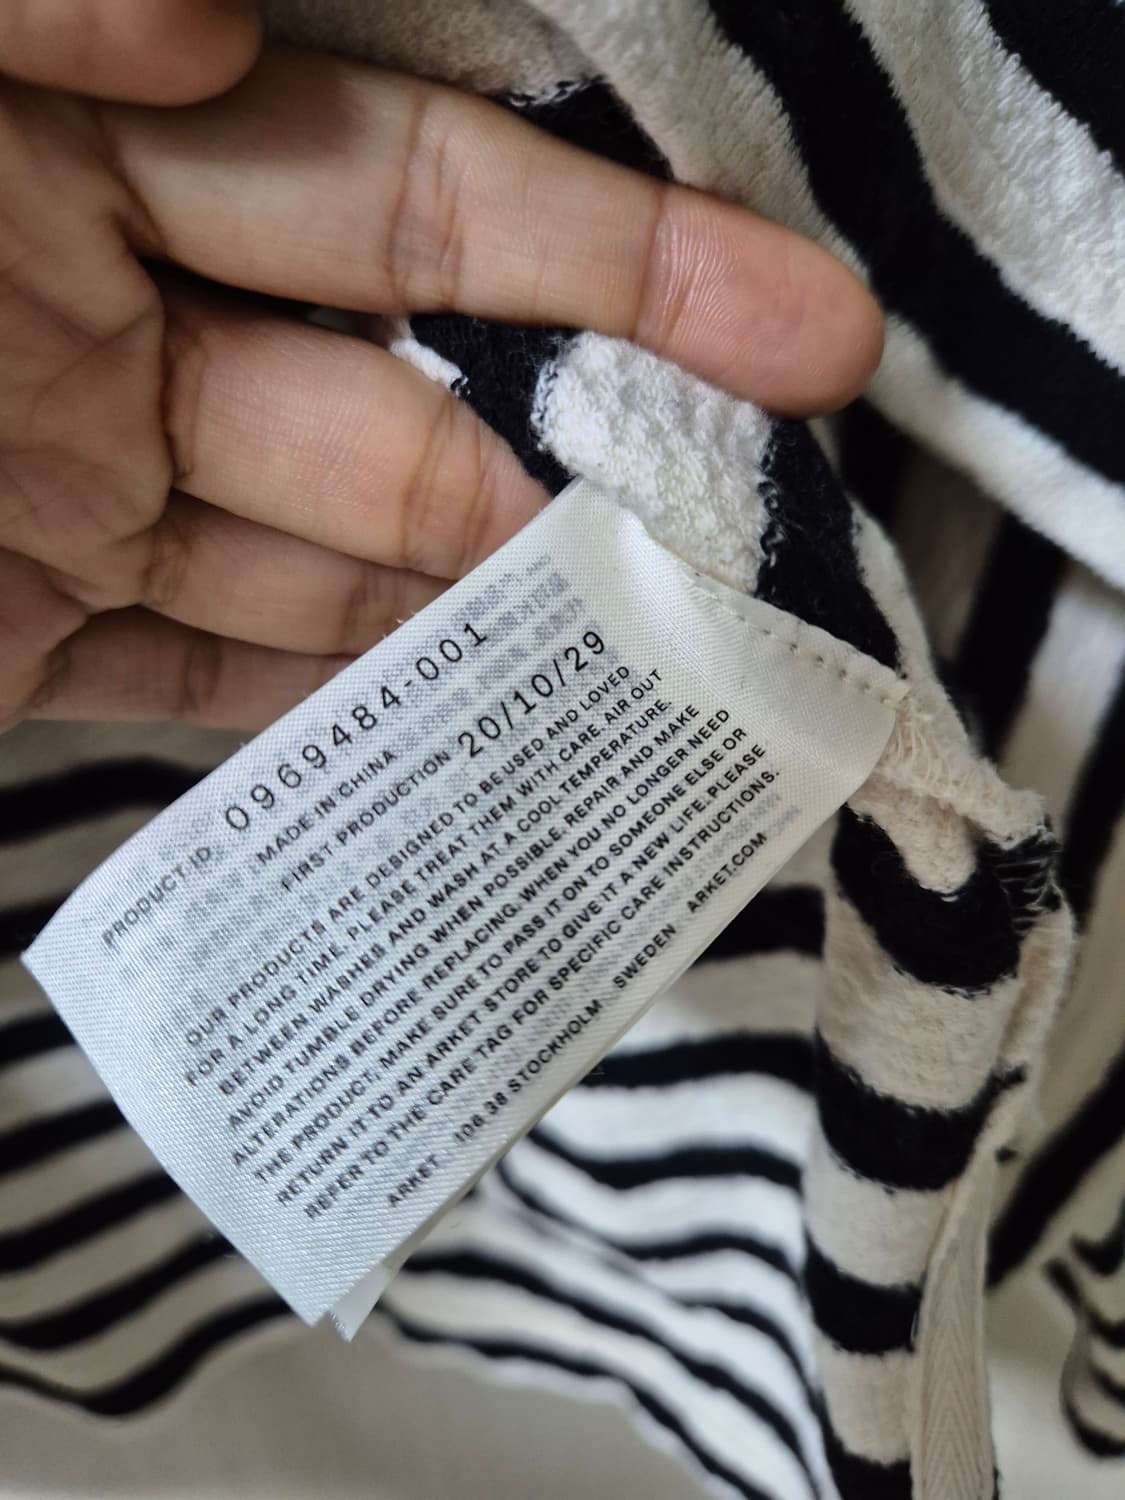 PRODUCT ID 0969484-001
MADE IN CHINA
FIRST PRODUCTION 20/10/29
OUR PRODUCTS ARE DESIGNED TO BE USED AND LOVED
FOR A LONG TIME. PLEASE TREAT THEM WITH CARE. AIR OUT
BETWEEN WASHES AND WASH AT A COOL TEMPERATURE.
AVOID TUMBLE DRYING WHEN POSSIBLE. REPAIR AND MAKE
ALTERATIONS BEFORE REPLACING. WHEN YOU NO LONGER NEED
THE PRODUCT, MAKE SURE TO PASS IT ON TO SOMEONE ELSE OR
RETURN IT TO AN ARKET STORE TO GIVE IT A NEW LIFE. PLEASE
REFER TO THE CARE TAG FOR SPECIFIC CARE INSTRUCTIONS.
ARKET 106 38 STOCKHOLM SWEDEN ARKET.COM